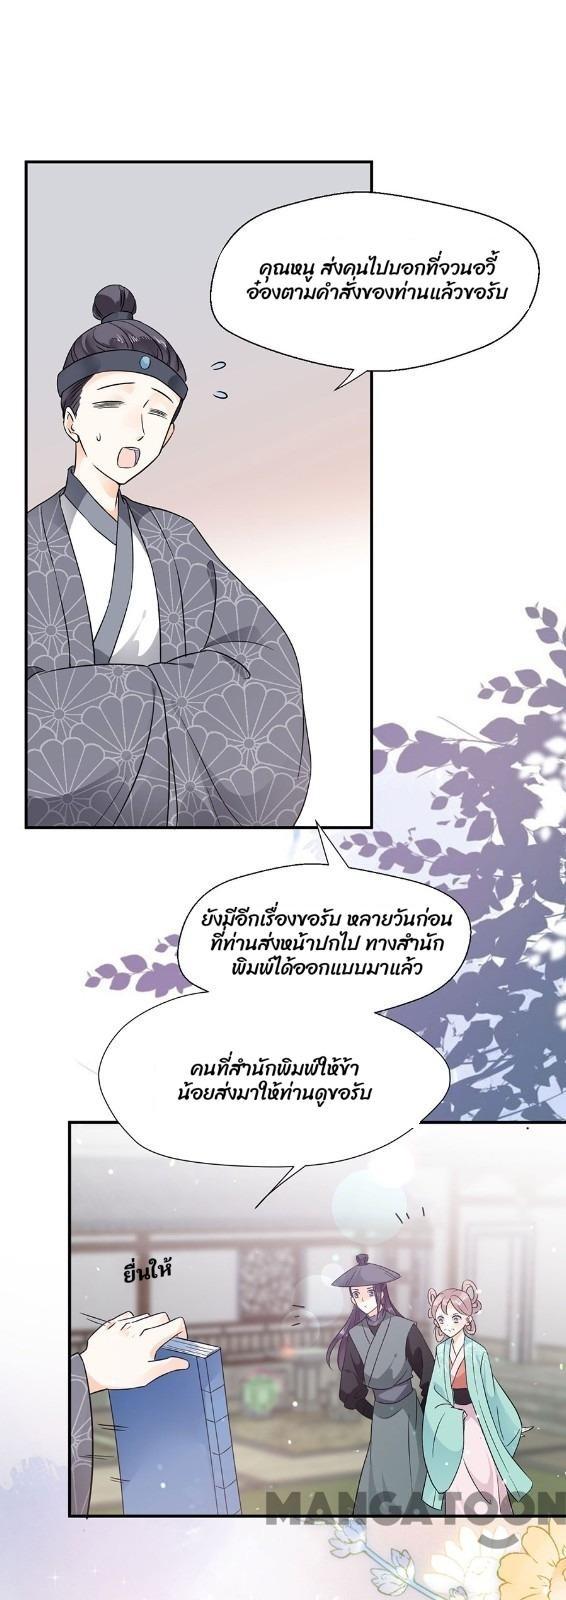 คุณหนู ส่งคนไปบอกที่จวนอวี้
อ๋องตามคำสั่งของท่านแล้วขอรับ
ยังมีอีกเรื่องขอรับ หลายวันก่อน
ที่ท่านส่งหน้าปกไป ทางสำนัก
พิมพ์ได้ออกแบบมาแล้ว
คนที่สำนักพิมพ์ให้ข้า
น้อยส่งมาให้ท่านดูขอรับ
ยื่นให้
MANGATOON